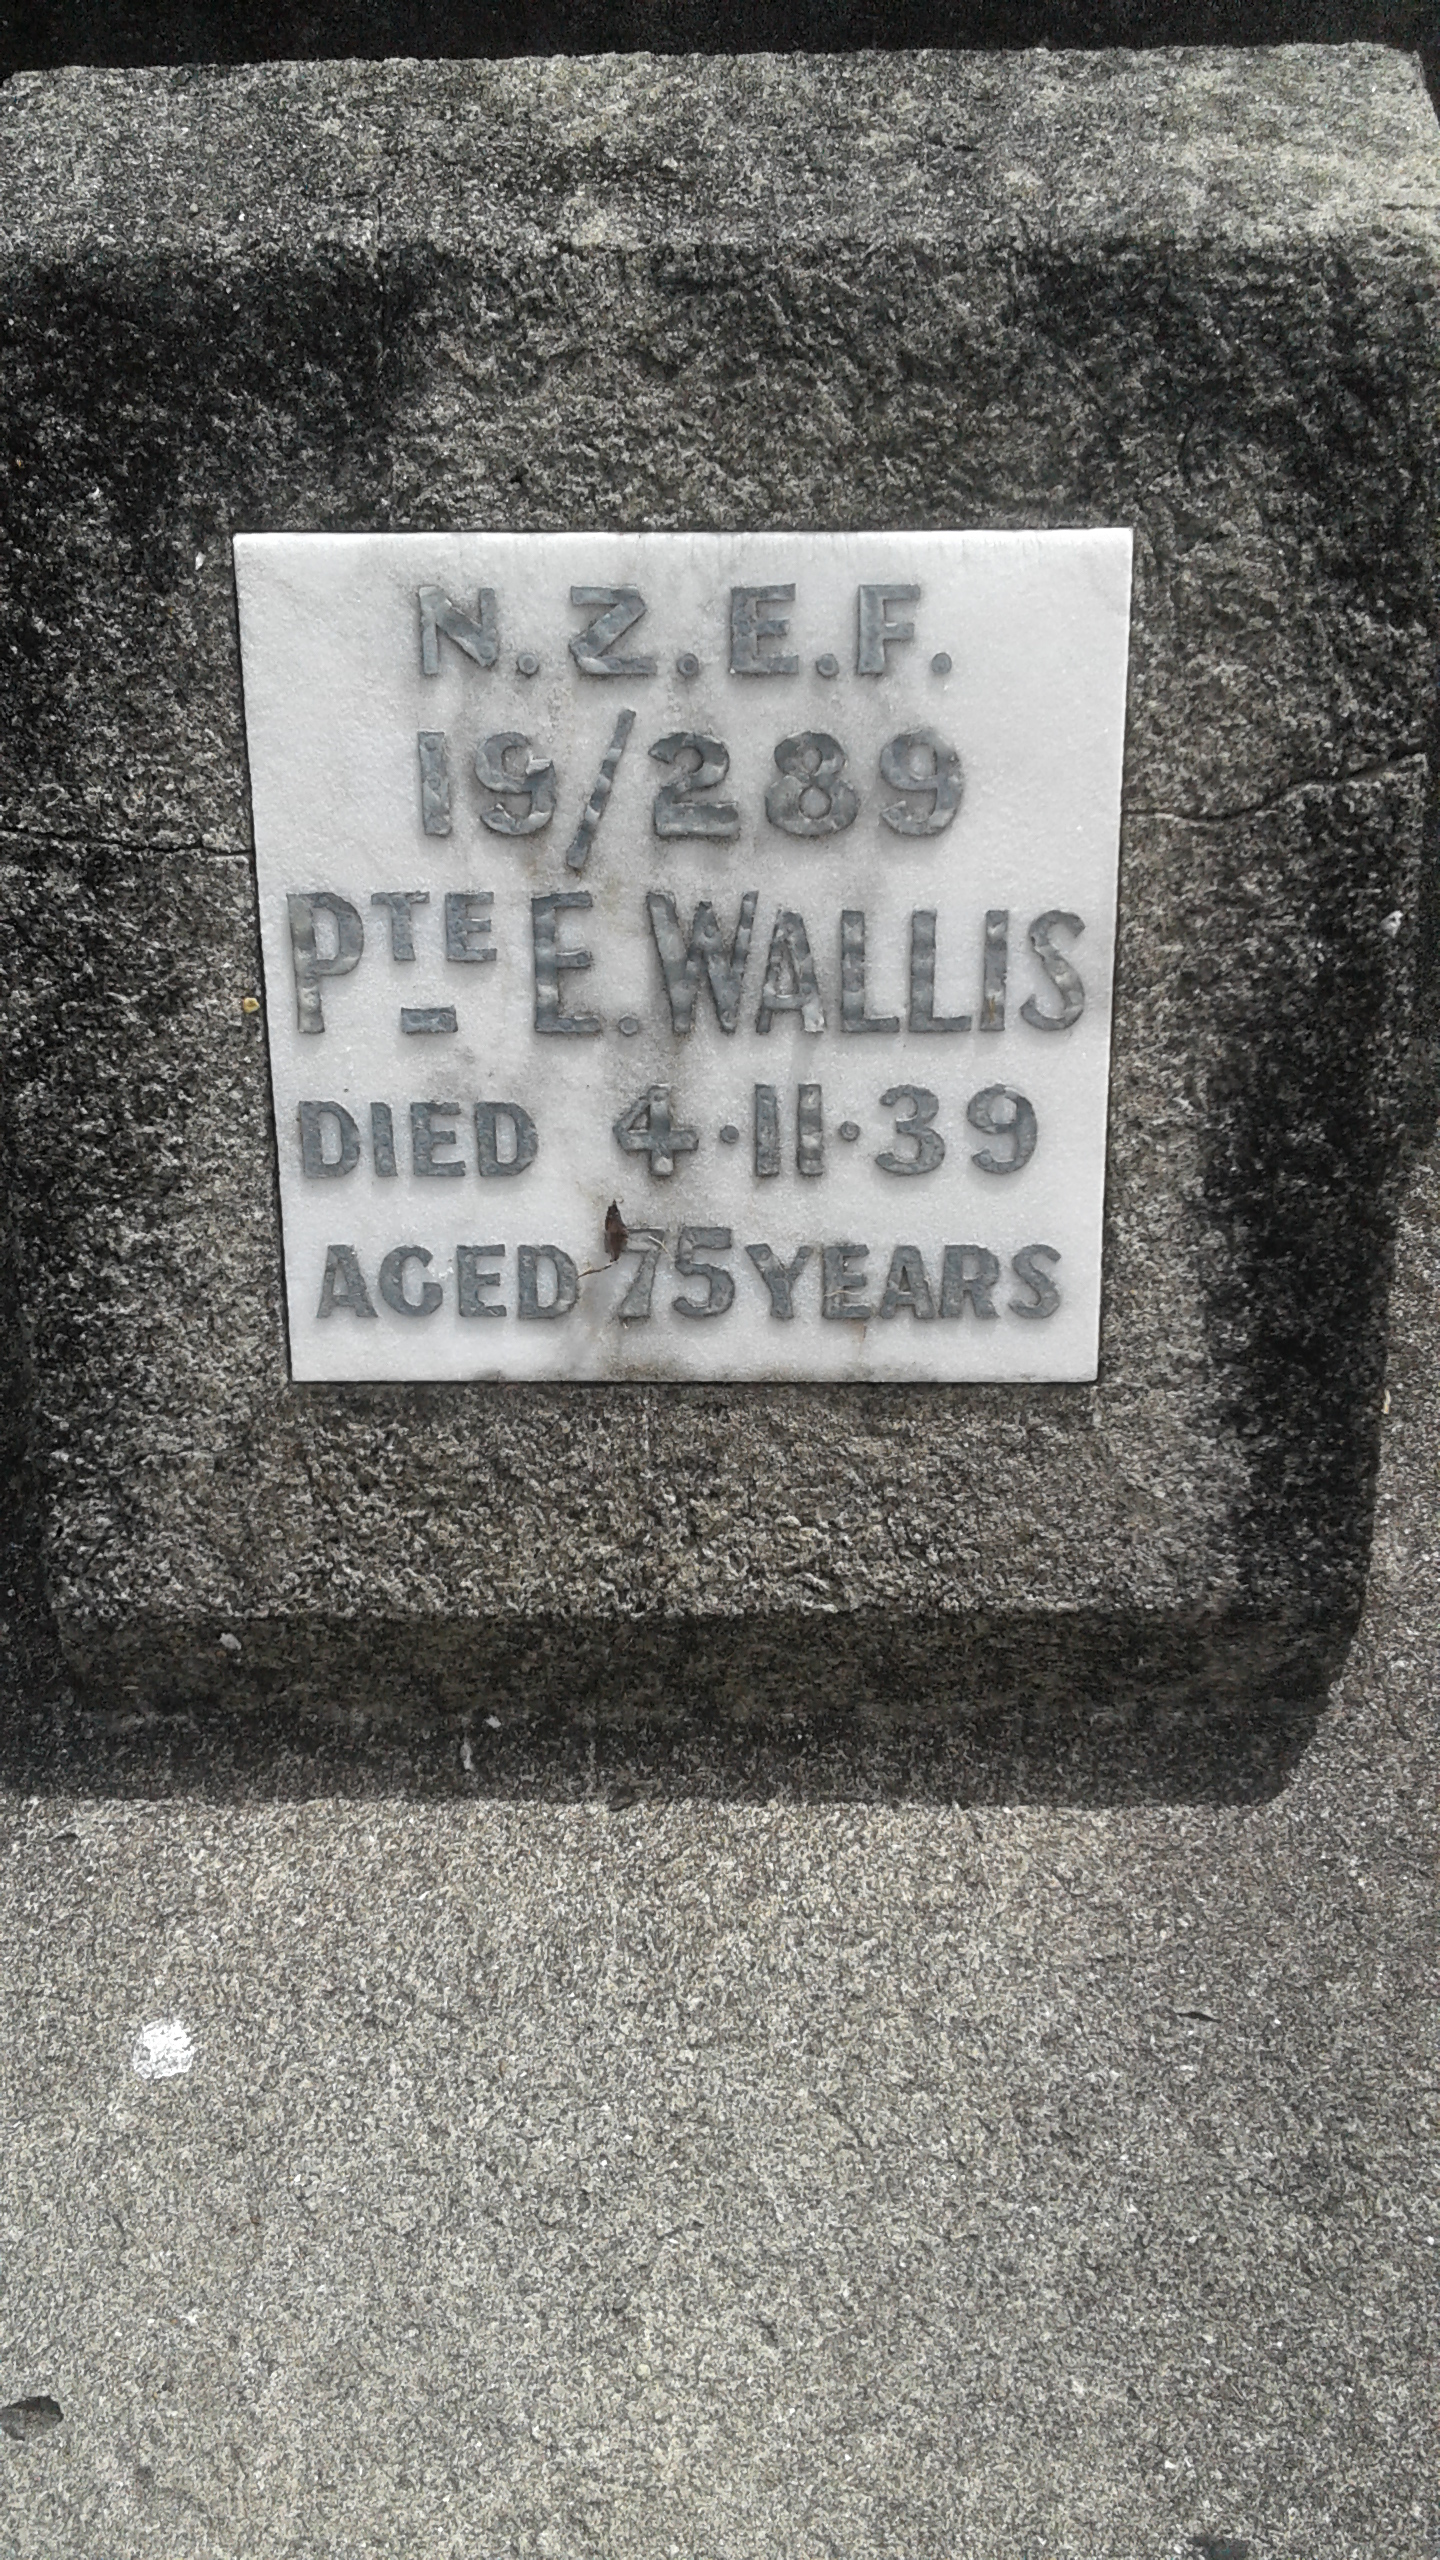 N.Z.E.F.
19/289
PTE E. WALLIS
DIED 4·11·39
AGED 75 YEARS